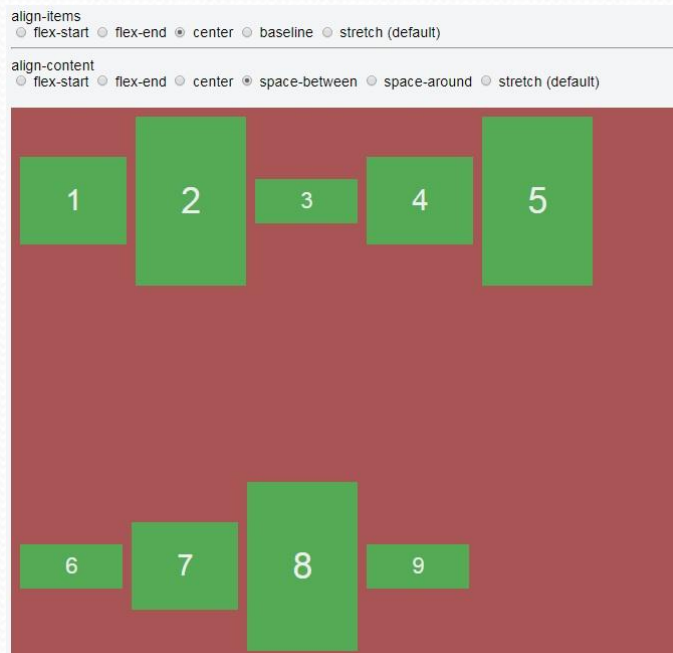 align-items
flex-start flex-end center baseline stretch (default)
align-content
flex-start flex-end center space-between space-around stretch (default)
1 2 3 4 5
6 7 8 9